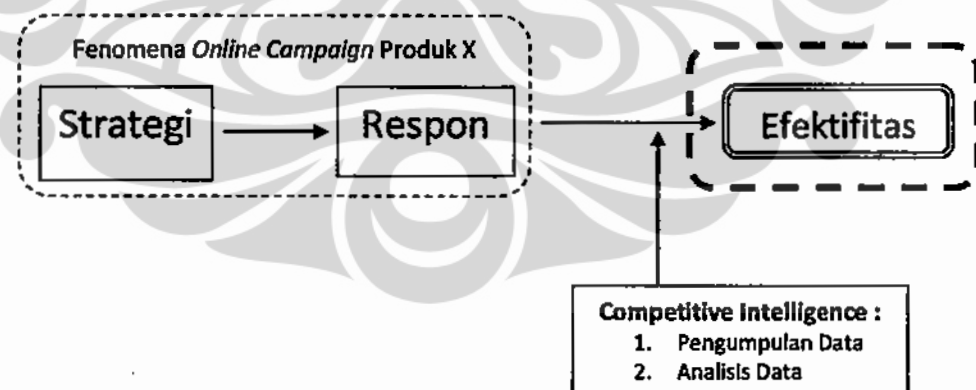 Fenomena Online Campaign Produk X
Strategi
Respon
Efektifitas
Competitive Intelligence :
1. Pengumpulan Data
2. Analisis Data